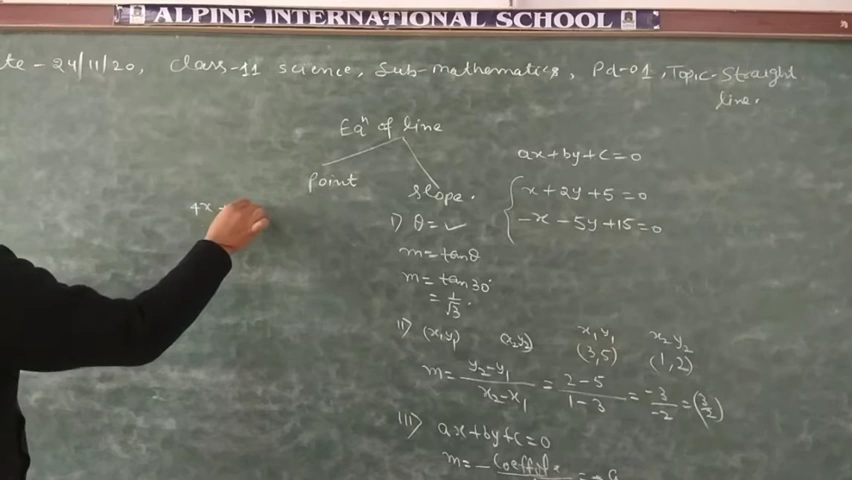 ALPINE INTERNATIONAL SCHOOL
te - 24/11/20, Class-11 science, Sub-mathematics, Pd-01, Topic-Straight
line.
Eqⁿ of line
Point
slope.
ax+by+c=0
x+2y+5=0
-x-5y+15=0
4x
i) θ= ✓
m=tanθ
m=tan30°
= 1/√3.
ii) (x₁y₁) (x₂y₂)
x₁y₁ x₂y₂
(3,5) (1,2)
m= y₂-y₁/x₂-x₁ = 2-5/1-3 = -3/-2 = (3/2)
iii) ax+by+c=0
m= -